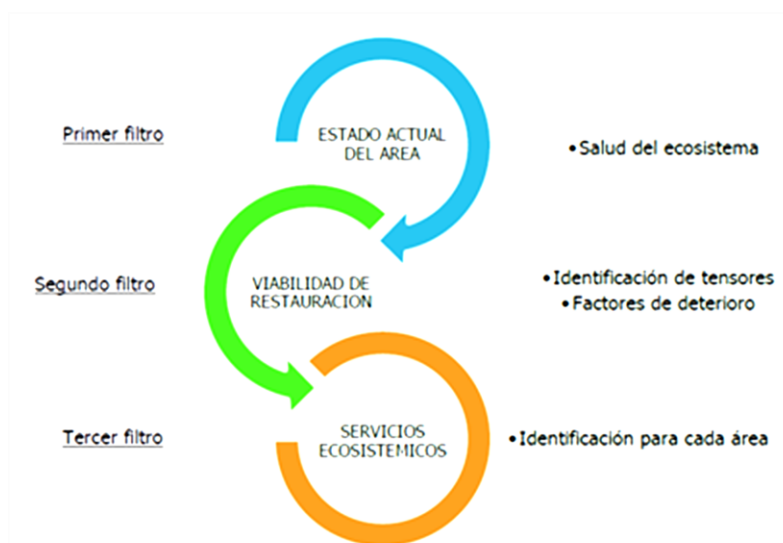 Primer filtro
ESTADO ACTUAL
DEL AREA
• Salud del ecosistema
Segundo filtro
VIABILIDAD DE
RESTAURACION
• Identificación de tensores
• Factores de deterioro
Tercer filtro
SERVICIOS
ECOSISTEMICOS
• Identificación para cada área